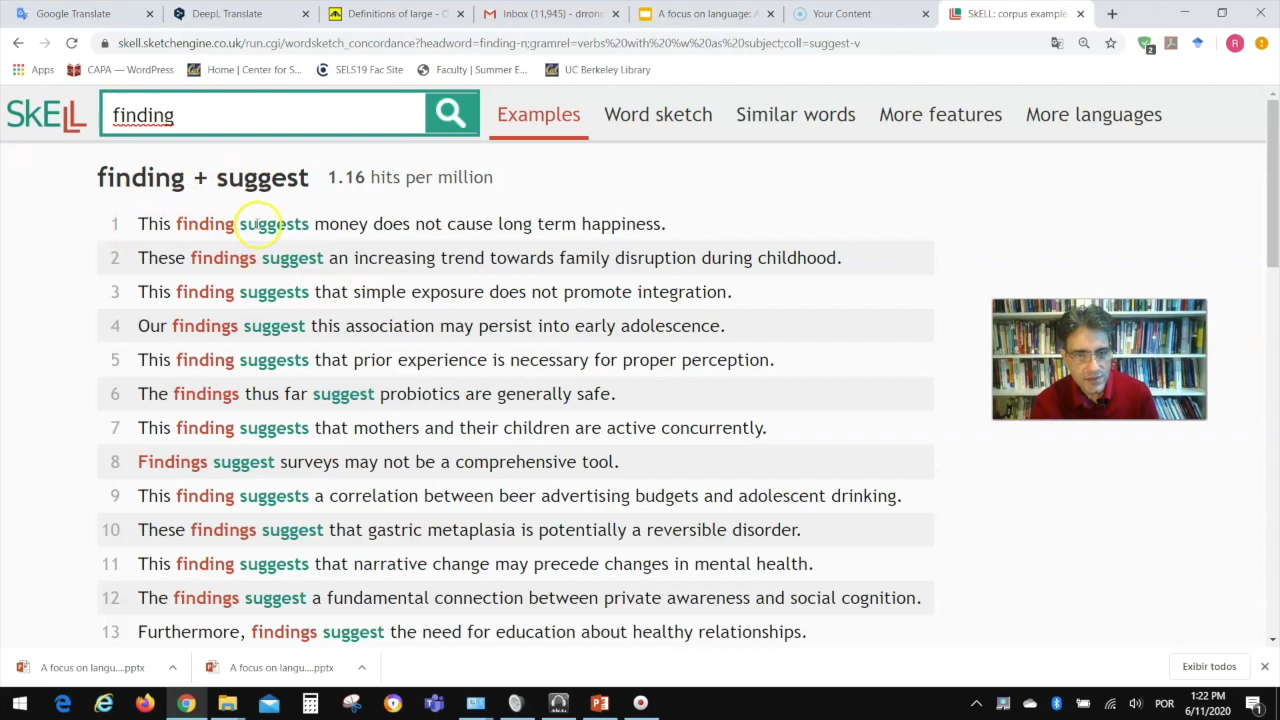 Google Translate
DeepL Translat
Definitions of large - O
Inbox (11,945) - drronr
A focus on language: A
Your Content
SkELL: corpus example
skell.sketchengine.co.uk/run.cgi/wordsketch_concordance?headword=finding-n;gramrel=verbs%20with%20%w%20as%20subject;coll=suggest-v
2
R
Apps
CAPA — WordPress
Home | Center for S...
SELS19 Fac Site
Faculty | Summer E...
UC Berkeley Library
SkELL
finding
Examples
Word sketch
Similar words
More features
More languages
finding + suggest 1.16 hits per million
1 This finding suggests money does not cause long term happiness.
2 These findings suggest an increasing trend towards family disruption during childhood.
3 This finding suggests that simple exposure does not promote integration.
4 Our findings suggest this association may persist into early adolescence.
5 This finding suggests that prior experience is necessary for proper perception.
6 The findings thus far suggest probiotics are generally safe.
7 This finding suggests that mothers and their children are active concurrently.
8 Findings suggest surveys may not be a comprehensive tool.
9 This finding suggests a correlation between beer advertising budgets and adolescent drinking.
10 These findings suggest that gastric metaplasia is potentially a reversible disorder.
11 This finding suggests that narrative change may precede changes in mental health.
12 The findings suggest a fundamental connection between private awareness and social cognition.
13 Furthermore, findings suggest the need for education about healthy relationships.
A focus on langu....pptx
A focus on langu....pptx
Exibir todos
POR
1:22 PM
6/11/2020
1